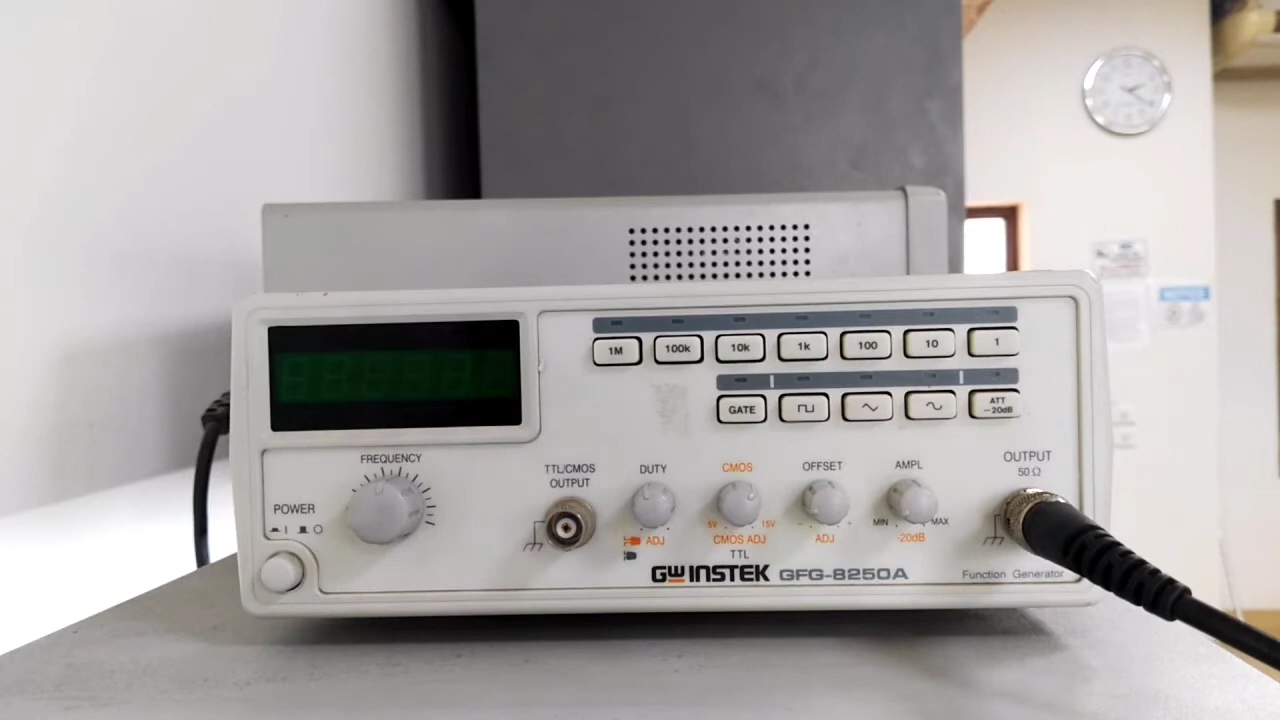 1M 100k 10k 1k 100 10 1
GATE ATT
-20dB
FREQUENCY
POWER
TTL/CMOS
OUTPUT
DUTY
ADJ
CMOS
5V 15V
CMOS ADJ
TTL
OFFSET
- +
ADJ
AMPL
MIN MAX
-20dB
OUTPUT
50 Ω
GW INSTEK GFG-8250A
Function Generator
NOTICE